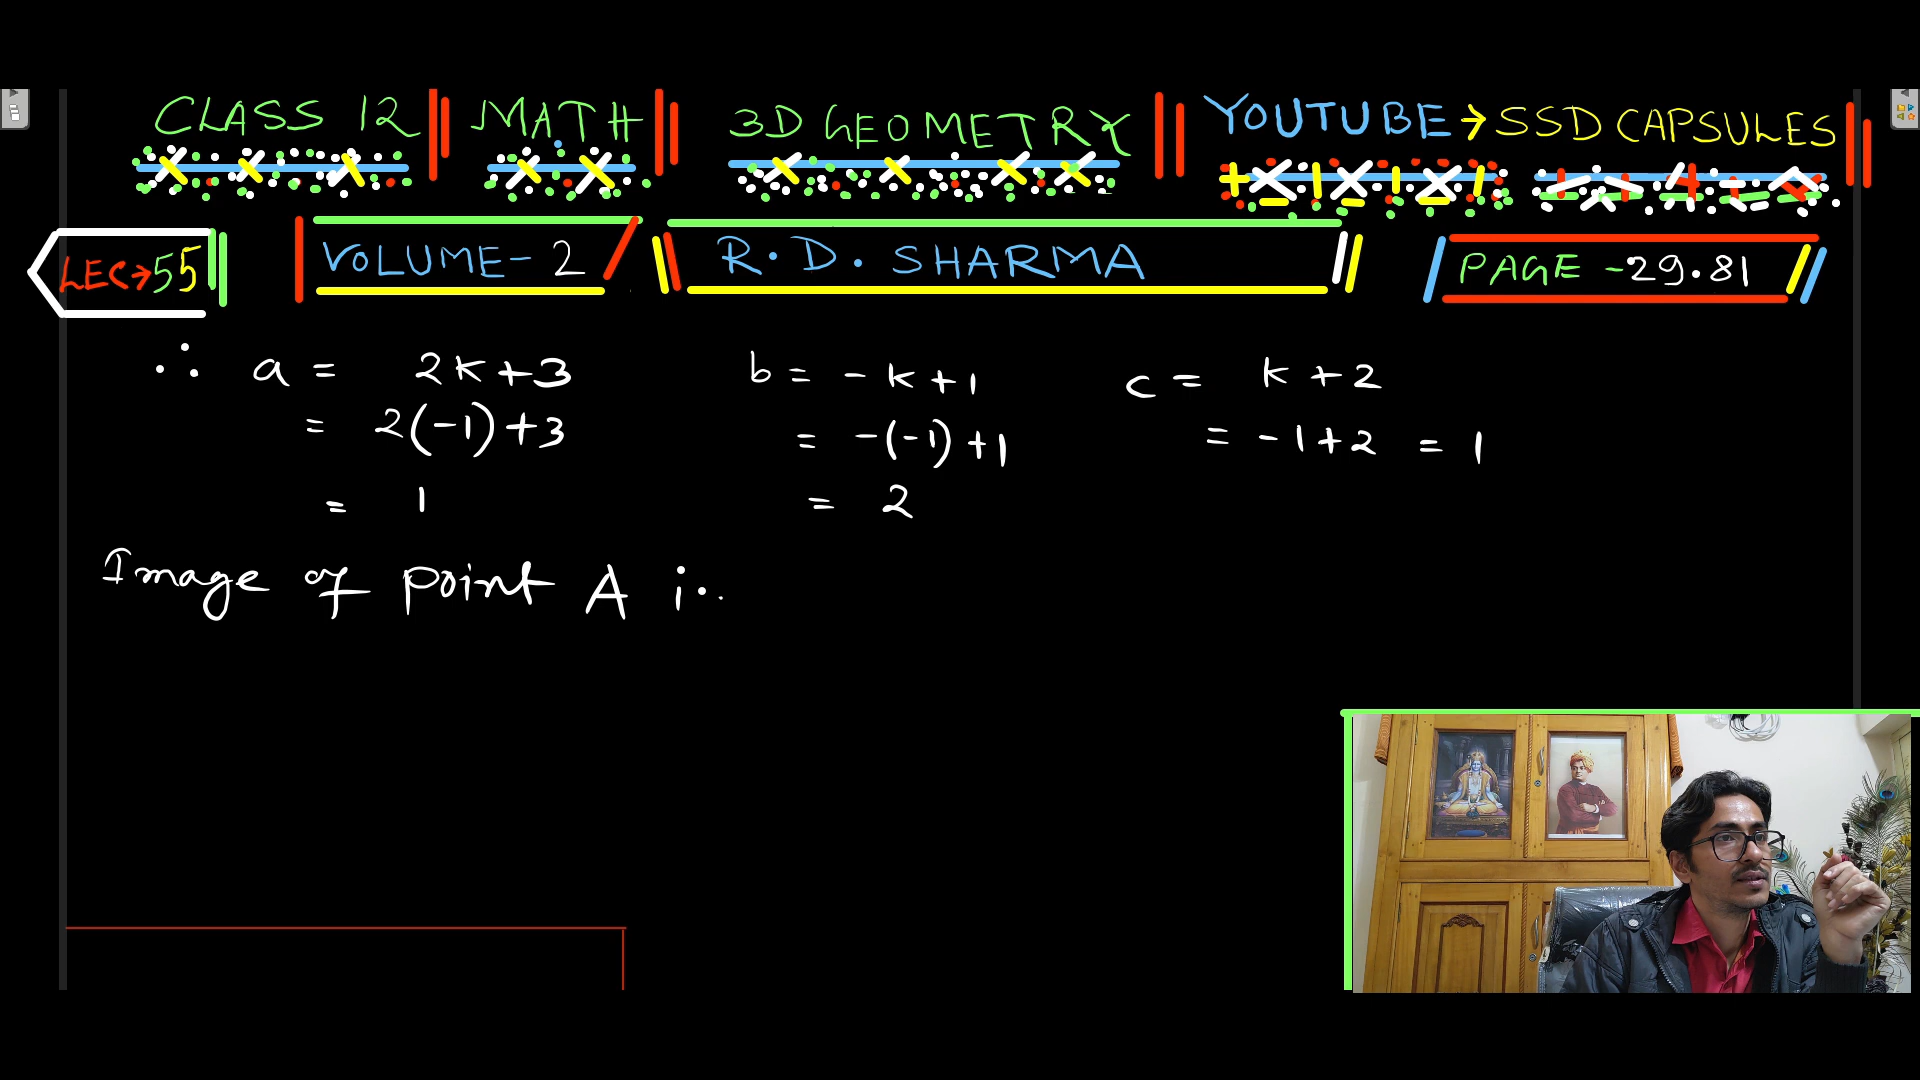 CLASS 12 MATH 3D GEOMETRY YOUTUBE → SSD CAPSULES
LEC→55 VOLUME-2 R.D. SHARMA PAGE -29.81
∴ a = 2k+3 b = -k+1 c = k+2
= 2(-1)+3 = -(-1)+1 = -1+2 = 1
= 1 = 2
Image of point A i..